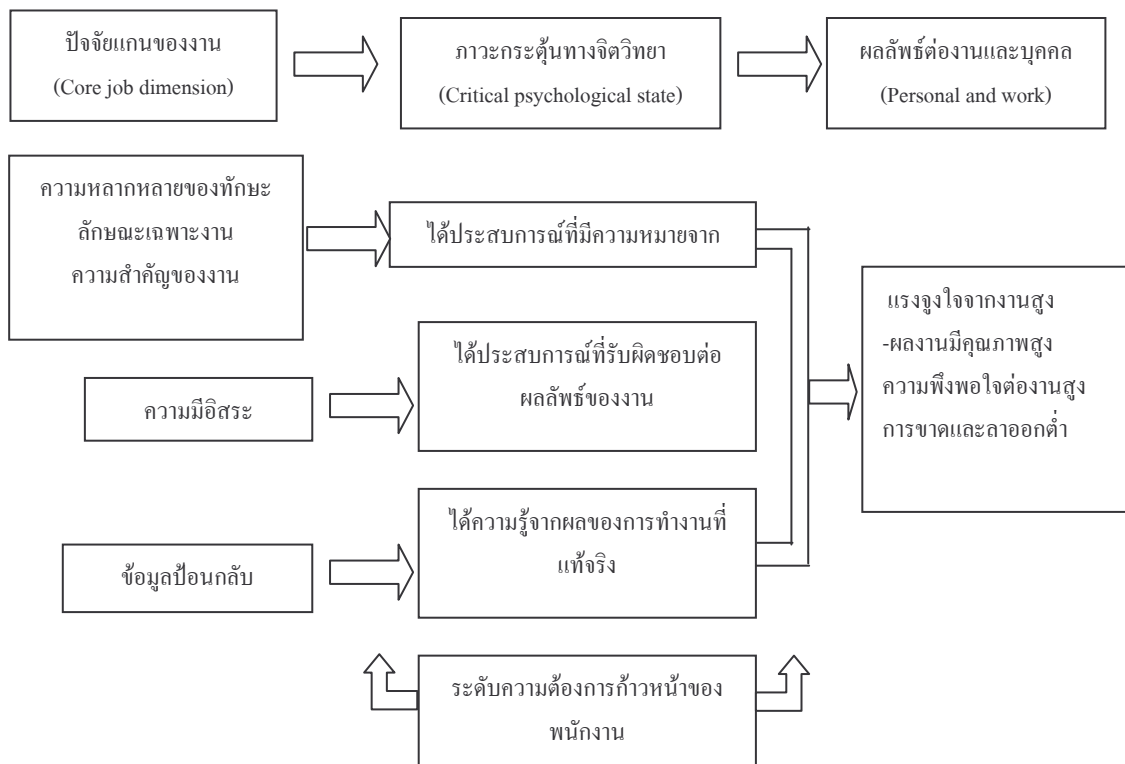 ปัจจัยแกนของงาน
(Core job dimension)
ภาวะกระตุ้นทางจิตวิทยา
(Critical psychological state)
ผลลัพธ์ต่องานและบุคคล
(Personal and work)
ความหลากหลายของทักษะ
ลักษณะเฉพาะงาน
ความสำคัญของงาน
ได้ประสบการณ์ที่มีความหมายจาก
แรงจูงใจจากงานสูง
-ผลงานมีคุณภาพสูง
ความพึงพอใจต่องานสูง
การขาดและลาออกต่ำ
ความมีอิสระ
ได้ประสบการณ์ที่รับผิดชอบต่อ
ผลลัพธ์ของงาน
ข้อมูลป้อนกลับ
ได้ความรู้จากผลของการทำงานที่
แท้จริง
ระดับความต้องการก้าวหน้าของ
พนักงาน